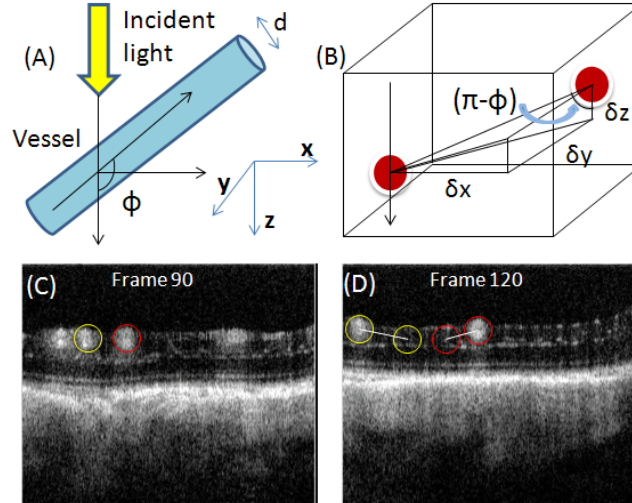 (A)
Incident
light
d
Vessel
ϕ
x
y
z
(B)
(π-ϕ)
δz
δy
δx
(C)
Frame 90
(D)
Frame 120